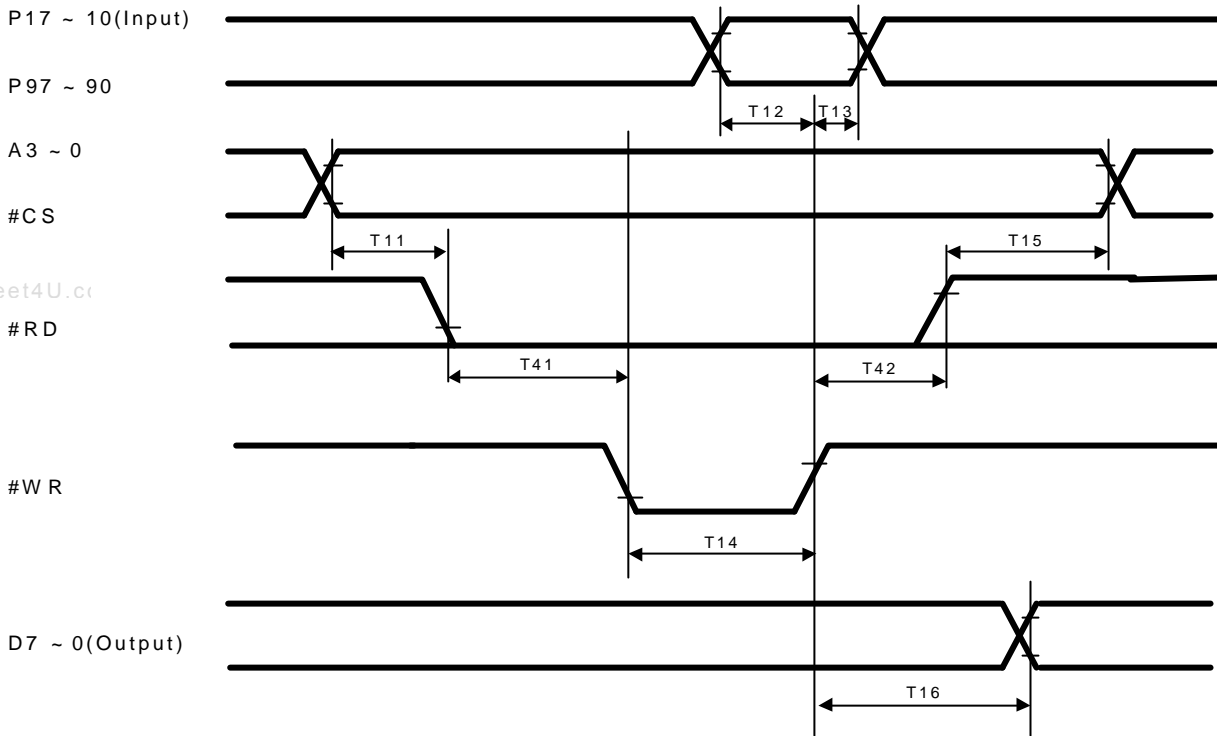 P17 ~ 10(Input)
P97 ~ 90
T12
T13
A3 ~ 0
#CS
T11
T15
eet4U.c
#RD
T41
T42
#WR
T14
D7 ~ 0(Output)
T16